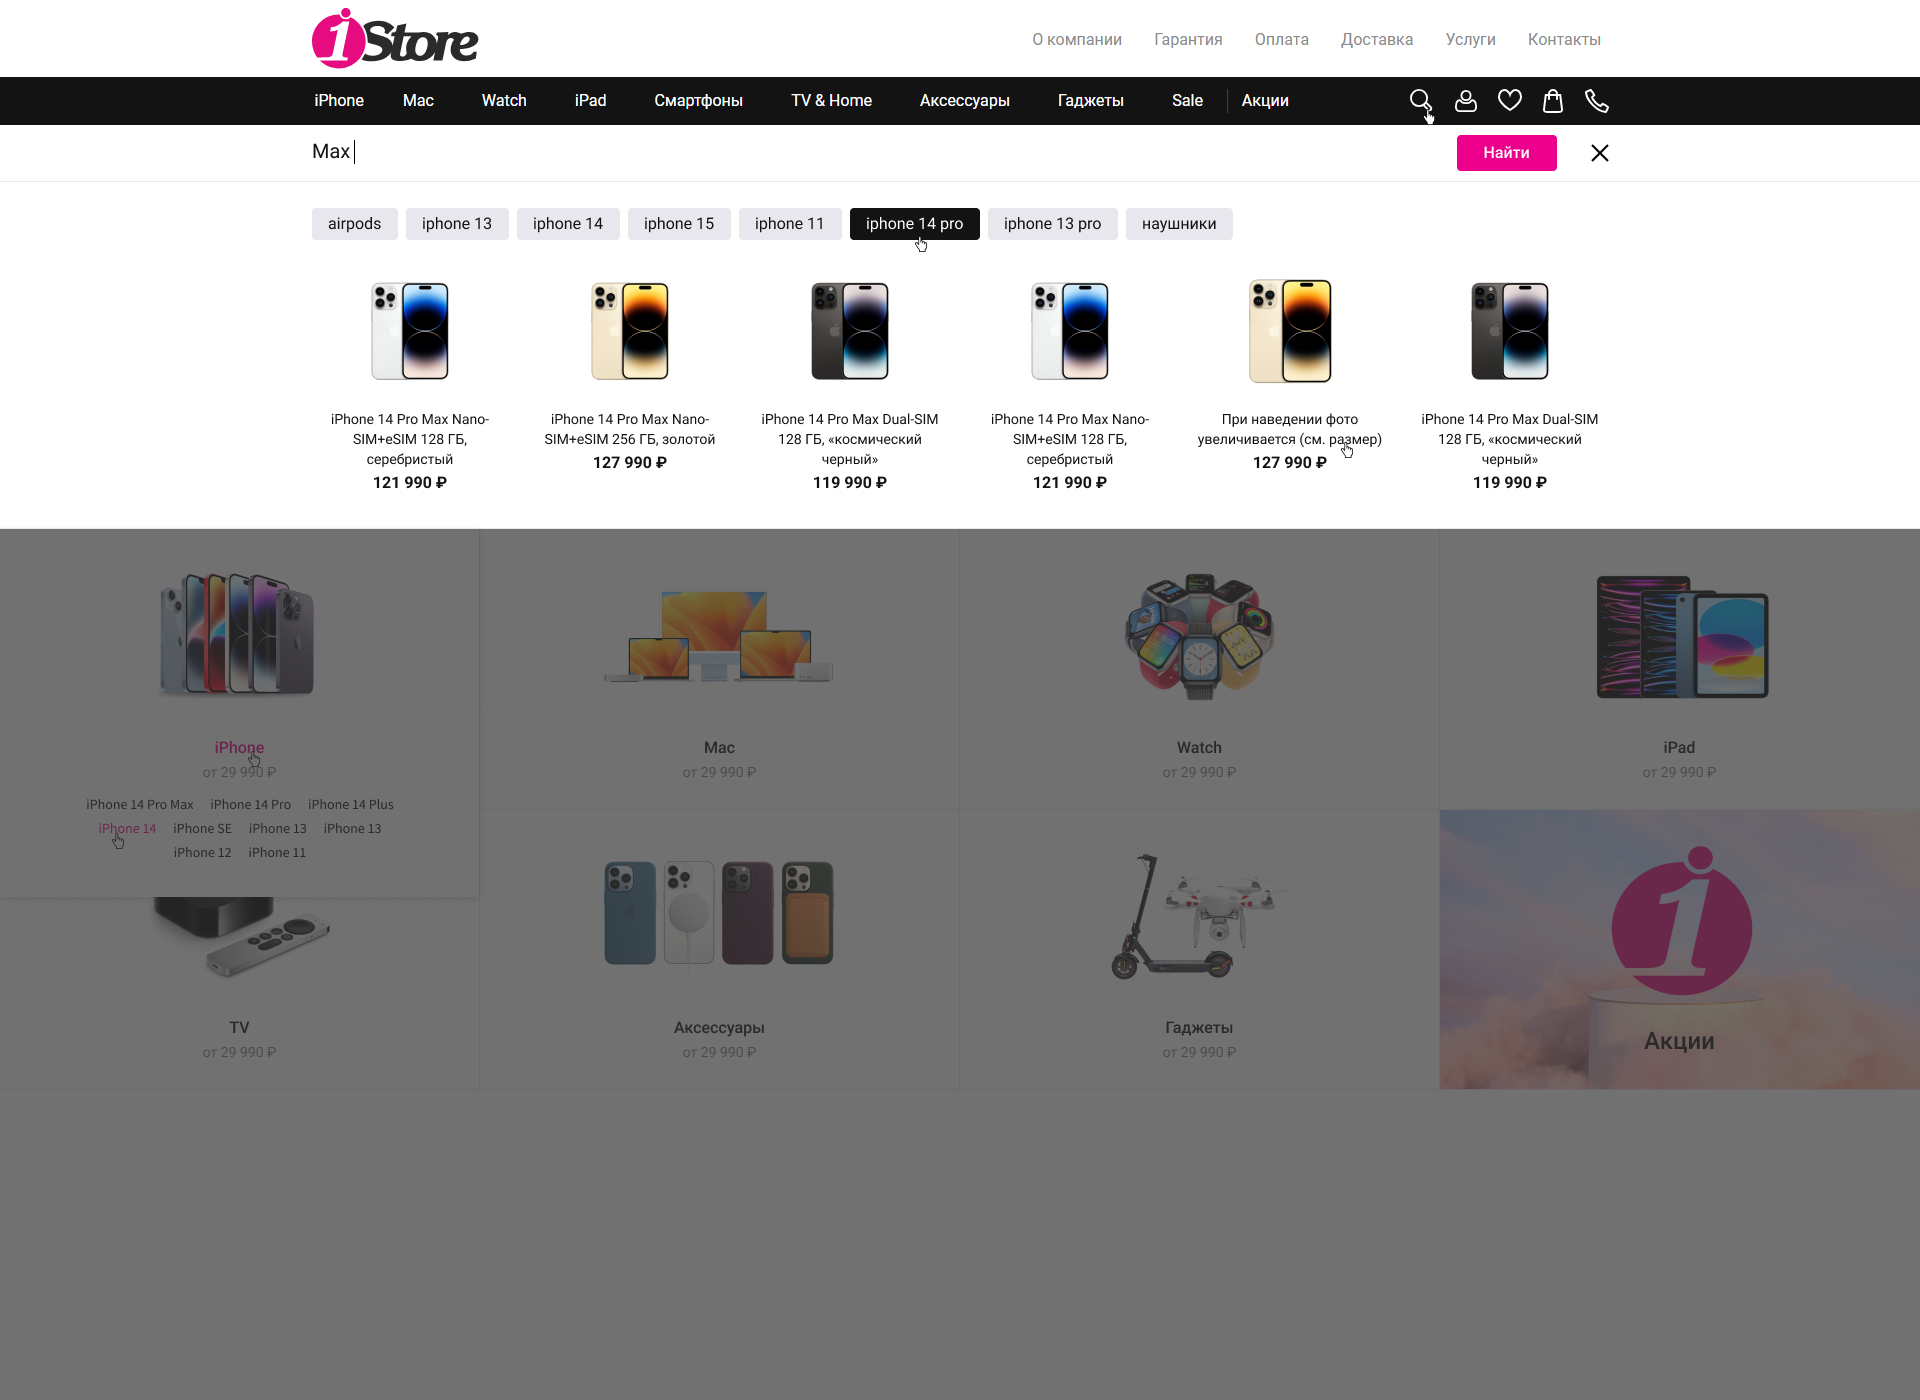 iStore
О компании Гарантия Оплата Доставка Услуги Контакты
iPhone Mac Watch iPad Смартфоны TV & Home Аксессуары Гаджеты Sale Акции
Max
Найти
airpods iphone 13 iphone 14 iphone 15 iphone 11 iphone 14 pro iphone 13 pro наушники
iPhone 14 Pro Max Nano-
SIM+eSIM 128 ГБ,
серебристый
121 990 ₽
iPhone 14 Pro Max Nano-
SIM+eSIM 256 ГБ, золотой
127 990 ₽
iPhone 14 Pro Max Dual-SIM
128 ГБ, «космический
черный»
119 990 ₽
iPhone 14 Pro Max Nano-
SIM+eSIM 128 ГБ,
серебристый
121 990 ₽
При наведении фото
увеличивается (см. размер)
127 990 ₽
iPhone 14 Pro Max Dual-SIM
128 ГБ, «космический
черный»
119 990 ₽
iPhone
от 29 990 ₽
iPhone 14 Pro Max iPhone 14 Pro iPhone 14 Plus
iPhone 14 iPhone SE iPhone 13 iPhone 13
iPhone 12 iPhone 11
Mac
от 29 990 ₽
Watch
от 29 990 ₽
iPad
от 29 990 ₽
TV
от 29 990 ₽
Аксессуары
от 29 990 ₽
Гаджеты
от 29 990 ₽
i
Акции